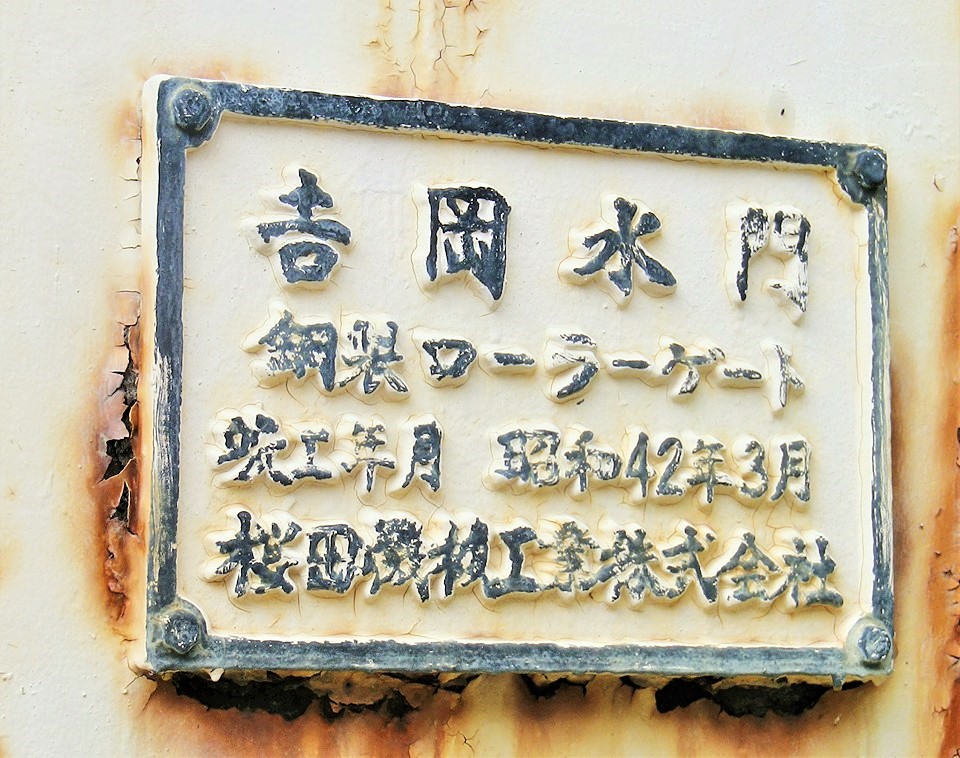 吉岡水門
鋼製ローラーゲート
竣工年月 昭和42年3月
桜田機械工業株式会社